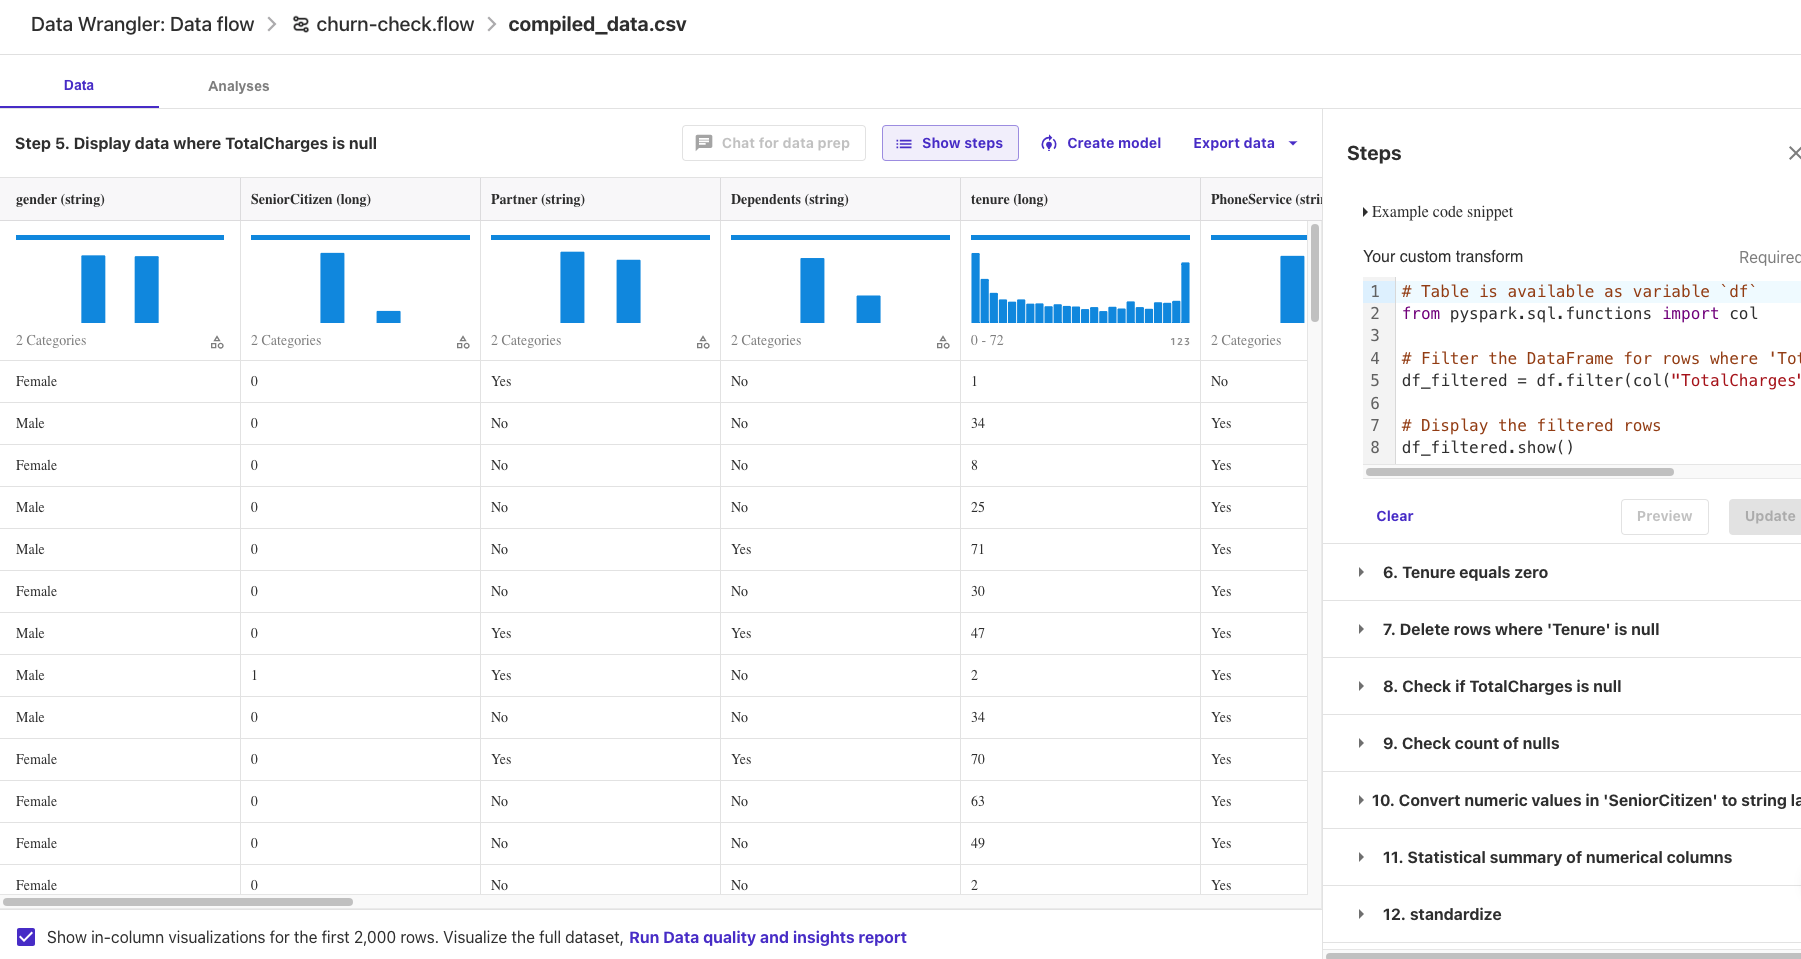 Data Wrangler: Data flow > churn-check.flow > compiled_data.csv
Data Analyses
Step 5. Display data where TotalCharges is null
Chat for data prep Show steps Create model Export data
gender (string) SeniorCitizen (long) Partner (string) Dependents (string) tenure (long) PhoneService (stri
2 Categories 2 Categories 2 Categories 2 Categories 0 - 72 123 2 Categories
Female 0 Yes No 1 No
Male 0 No No 34 Yes
Female 0 No No 8 Yes
Male 0 No No 25 Yes
Male 0 No Yes 71 Yes
Female 0 No No 30 Yes
Male 0 Yes Yes 47 Yes
Male 1 Yes No 2 Yes
Male 0 No No 34 Yes
Female 0 Yes Yes 70 Yes
Female 0 No No 63 Yes
Female 0 No No 49 Yes
Female 0 No No 2 Yes
Show in-column visualizations for the first 2,000 rows. Visualize the full dataset, Run Data quality and insights report
Steps
Example code snippet
Your custom transform Required
1 # Table is available as variable `df`
2 from pyspark.sql.functions import col
3
4 # Filter the DataFrame for rows where 'Tot
5 df_filtered = df.filter(col("TotalCharges"
6
7 # Display the filtered rows
8 df_filtered.show()
Clear Preview Update
6. Tenure equals zero
7. Delete rows where 'Tenure' is null
8. Check if TotalCharges is null
9. Check count of nulls
10. Convert numeric values in 'SeniorCitizen' to string la
11. Statistical summary of numerical columns
12. standardize